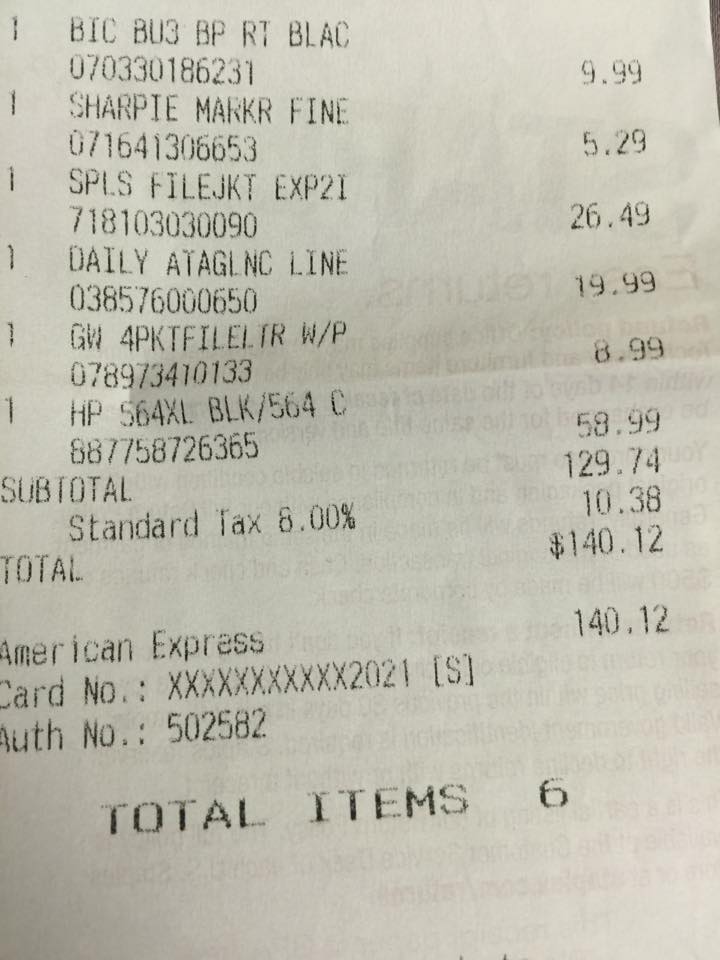 1 BIC BU3 BP RT BLAC
070330186231 9.99
1 SHARPIE MARKR FINE
071641306653 5.29
1 SPLS FILEJKT EXP2I
718103030090 26.49
1 DAILY ATAGLNC LINE
038576000650 19.99
1 GW 4PKTFILELTR W/P
078973410133 8.99
1 HP 564XL BLK/564 C
887758726365 58.99
SUBTOTAL 129.74
Standard Tax 8.00% 10.38
TOTAL $140.12
American Express 140.12
Card No.: XXXXXXXXXXX2021 [S]
Auth No.: 502582
TOTAL ITEMS 6